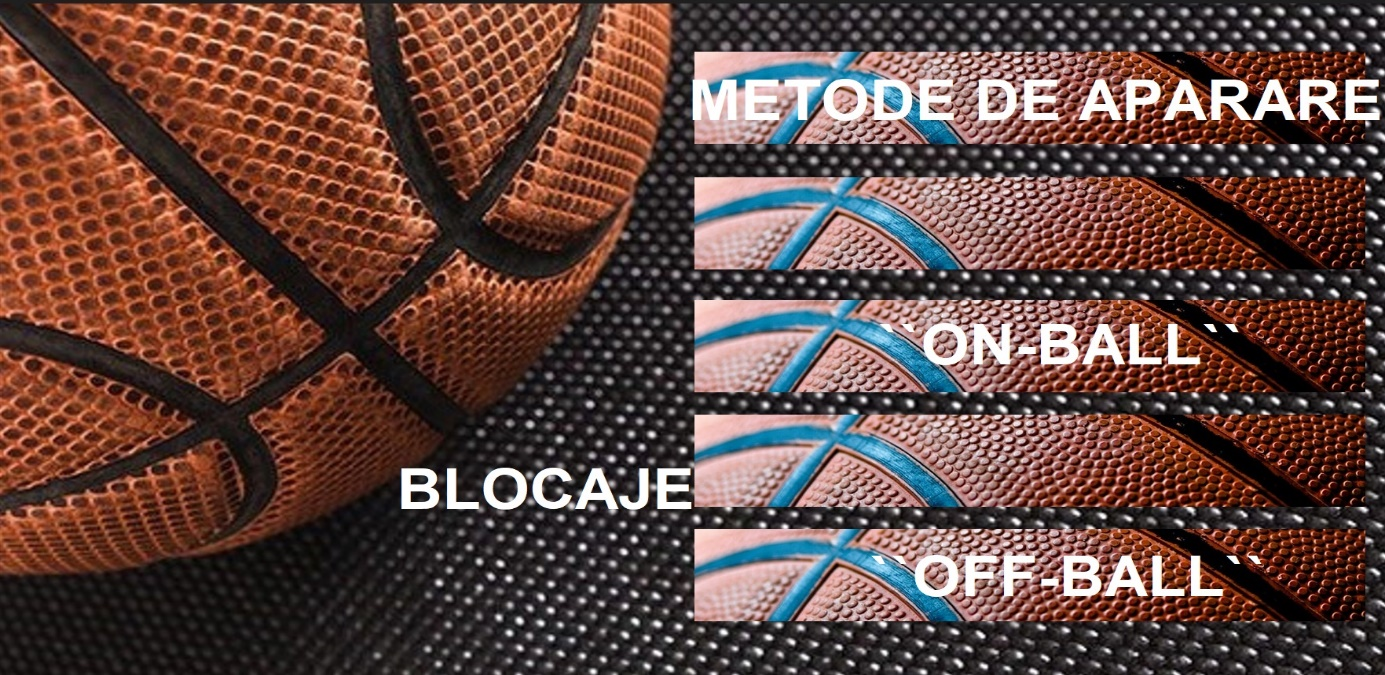 METODE DE APARARE
``ON-BALL``
BLOCAJE
``OFF-BALL``